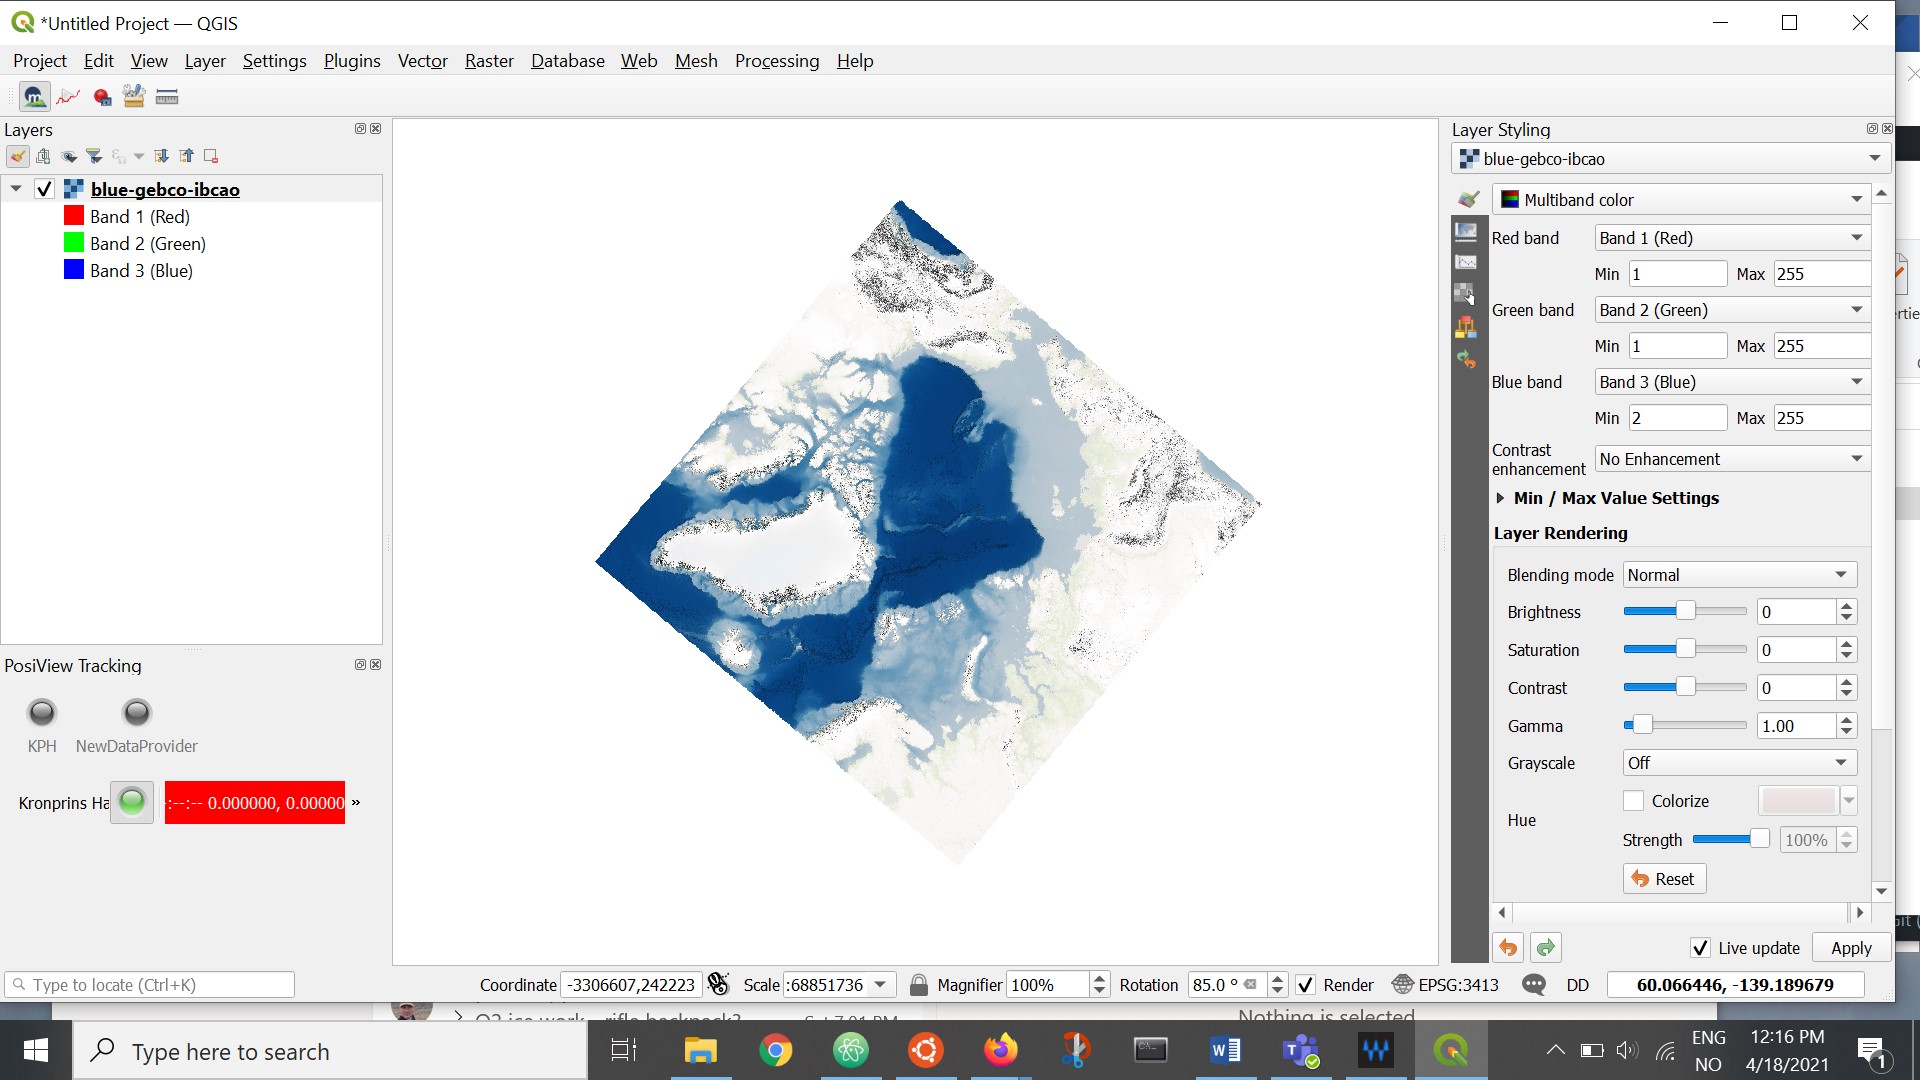 *Untitled Project — QGIS
Project Edit View Layer Settings Plugins Vector Raster Database Web Mesh Processing Help
Layers
blue-gebco-ibcao
Band 1 (Red)
Band 2 (Green)
Band 3 (Blue)
PosiView Tracking
KPH NewDataProvider
Kronprins Ha :--:-- 0.000000, 0.00000 »
Layer Styling
blue-gebco-ibcao
Multiband color
Red band Band 1 (Red)
Min 1 Max 255
Green band Band 2 (Green)
Min 1 Max 255
Blue band Band 3 (Blue)
Min 2 Max 255
Contrast enhancement No Enhancement
Min / Max Value Settings
Layer Rendering
Blending mode Normal
Brightness 0
Saturation 0
Contrast 0
Gamma 1.00
Grayscale Off
Hue Colorize
Strength 100%
Reset
Live update Apply
Type to locate (Ctrl+K) Coordinate -3306607,242223 Scale :68851736 Magnifier 100% Rotation 85.0 ° Render EPSG:3413 DD 60.066446, -139.189679
Nothing is selected
Type here to search
ENG 12:16 PM
NO 4/18/2021
1